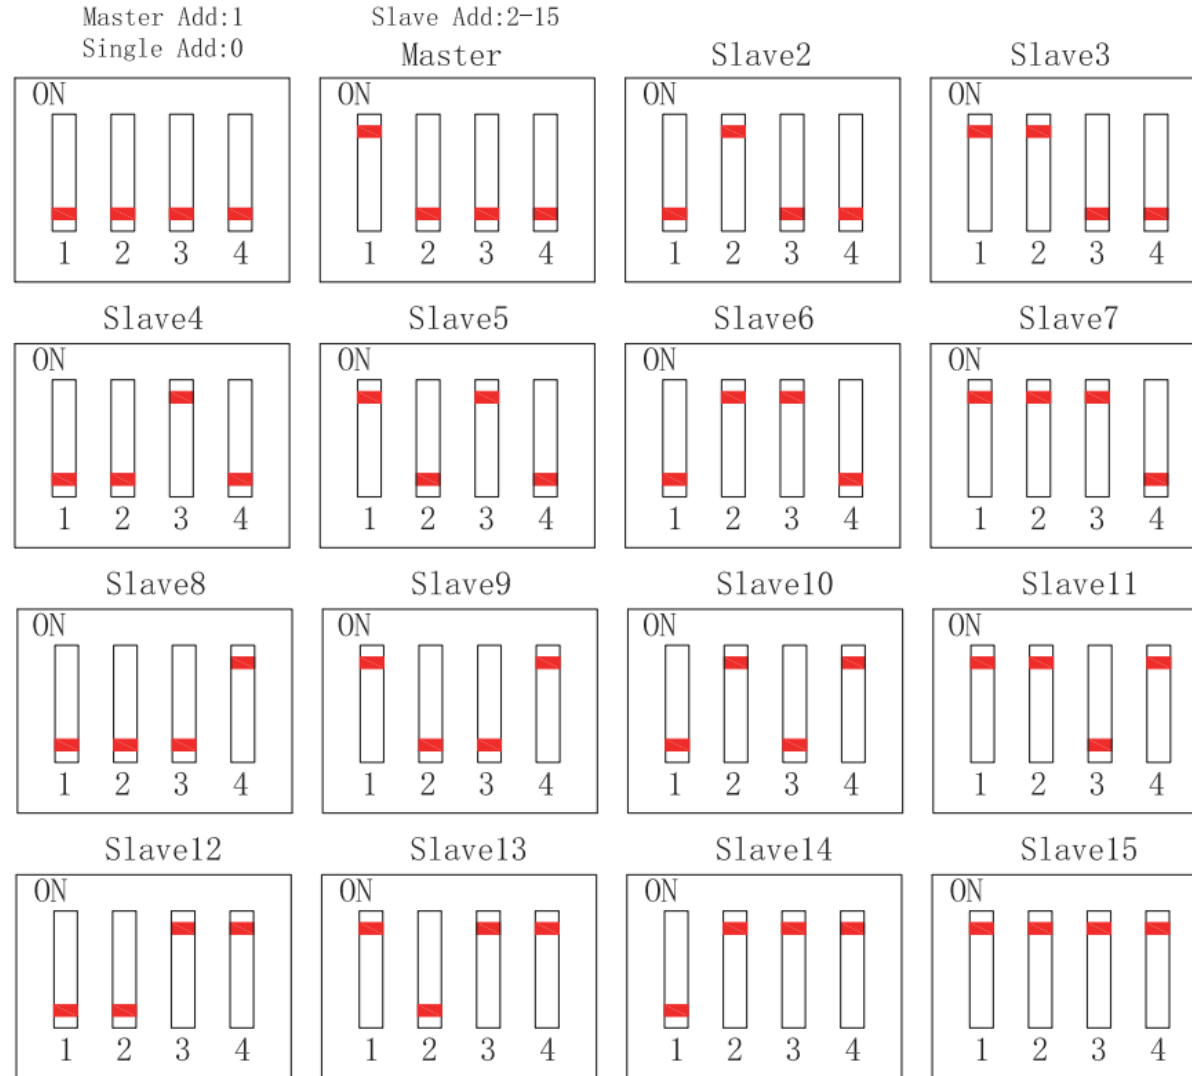 Master Add:1 Slave Add:2-15
Single Add:0 Master Slave2 Slave3
ON ON ON ON
1 2 3 4 1 2 3 4 1 2 3 4 1 2 3 4
Slave4 Slave5 Slave6 Slave7
ON ON ON ON
1 2 3 4 1 2 3 4 1 2 3 4 1 2 3 4
Slave8 Slave9 Slave10 Slave11
ON ON ON ON
1 2 3 4 1 2 3 4 1 2 3 4 1 2 3 4
Slave12 Slave13 Slave14 Slave15
ON ON ON ON
1 2 3 4 1 2 3 4 1 2 3 4 1 2 3 4